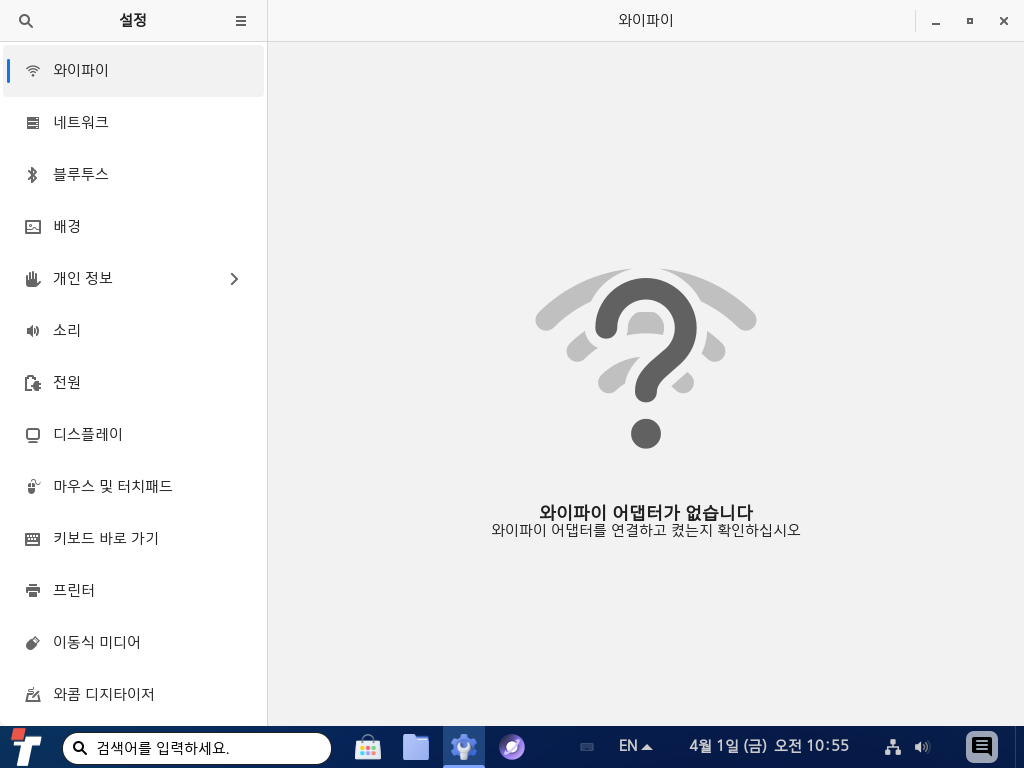 설정
와이파이
와이파이
네트워크
블루투스
배경
개인 정보
소리
전원
디스플레이
마우스 및 터치패드
키보드 바로 가기
프린터
이동식 미디어
와콤 디지타이저
와이파이 어댑터가 없습니다
와이파이 어댑터를 연결하고 켰는지 확인하십시오
검색어를 입력하세요.
EN
4월 1일 (금) 오전 10:55